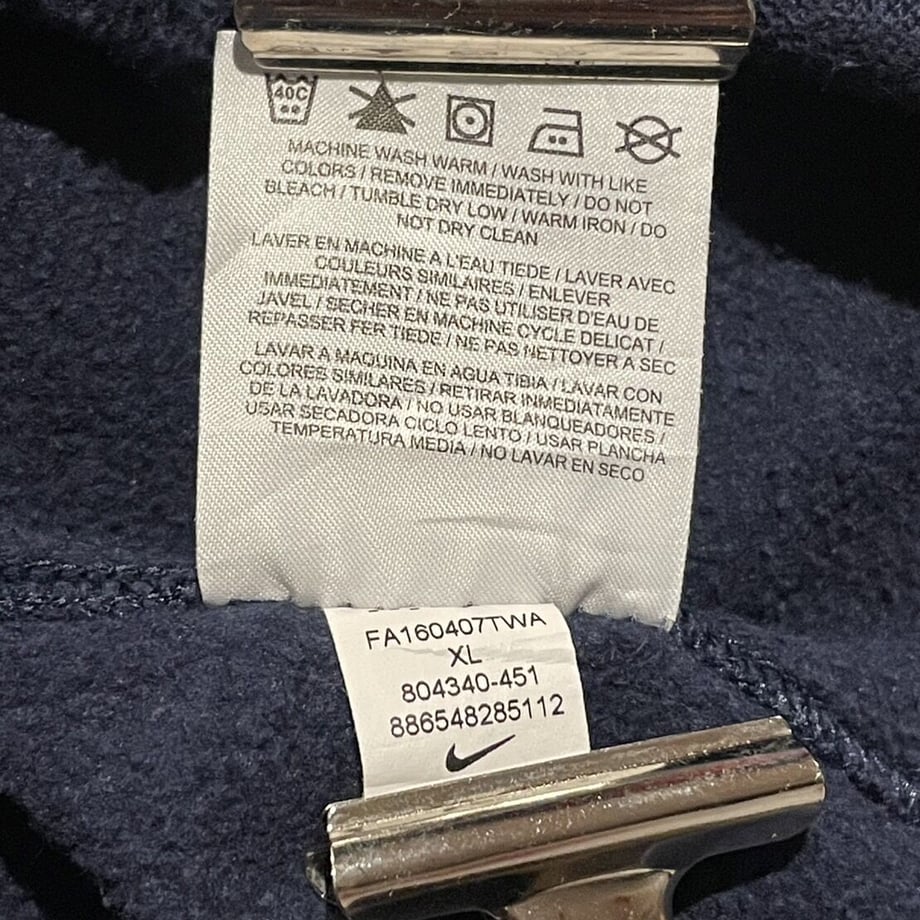 40C
MACHINE WASH WARM / WASH WITH LIKE
COLORS / REMOVE IMMEDIATELY / DO NOT
BLEACH / TUMBLE DRY LOW / WARM IRON / DO
NOT DRY CLEAN
LAVER EN MACHINE A L'EAU TIEDE / LAVER AVEC
COULEURS SIMILAIRES / ENLEVER
IMMEDIATEMENT / NE PAS UTILISER D'EAU DE
JAVEL / SECHER EN MACHINE CYCLE DELICAT /
REPASSER FER TIEDE / NE PAS NETTOYER A SEC
LAVAR A MAQUINA EN AGUA TIBIA / LAVAR CON
COLORES SIMILARES / RETIRAR INMEDIATAMENTE
DE LA LAVADORA / NO USAR BLANQUEADORES /
USAR SECADORA CICLO LENTO / USAR PLANCHA
TEMPERATURA MEDIA / NO LAVAR EN SECO
FA160407TWA
XL
804340-451
886548285112